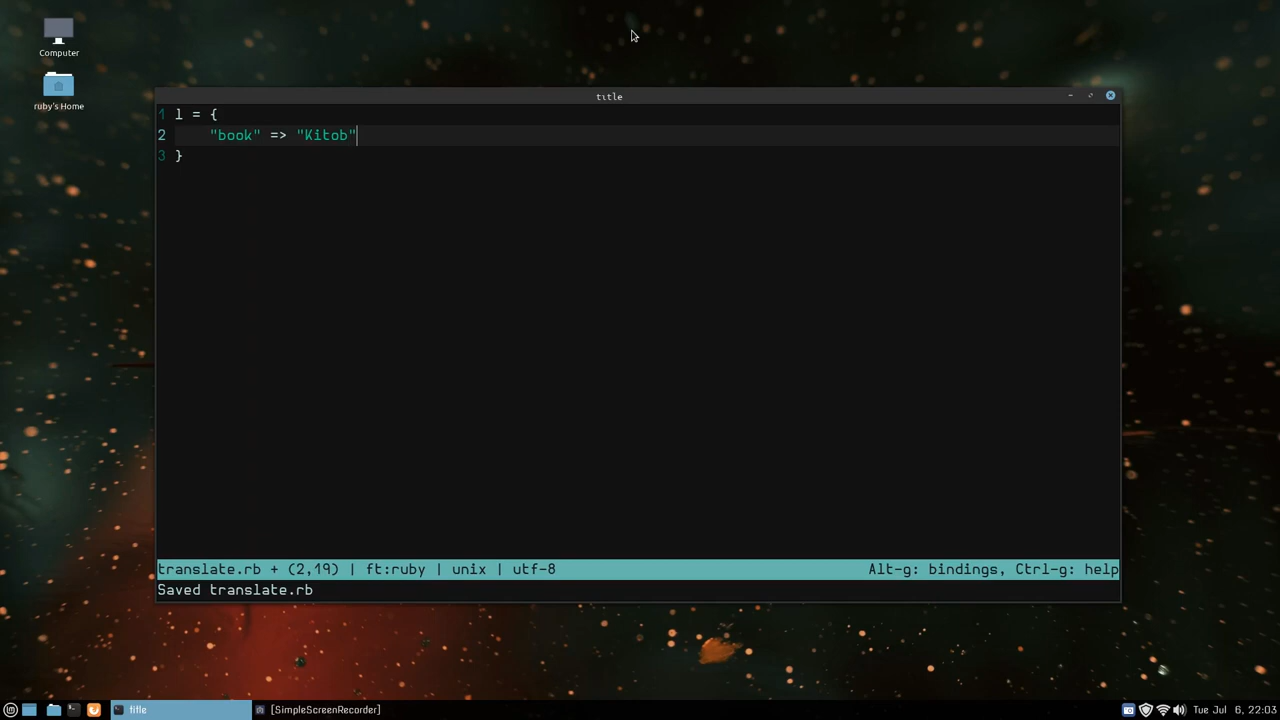 Computer
ruby's Home
title
1 l = {
2     "book" => "Kitob"
3 }
translate.rb + (2,19) | ft:ruby | unix | utf-8
Alt-g: bindings, Ctrl-g: help
Saved translate.rb
title
[SimpleScreenRecorder]
Tue Jul  6, 22:03